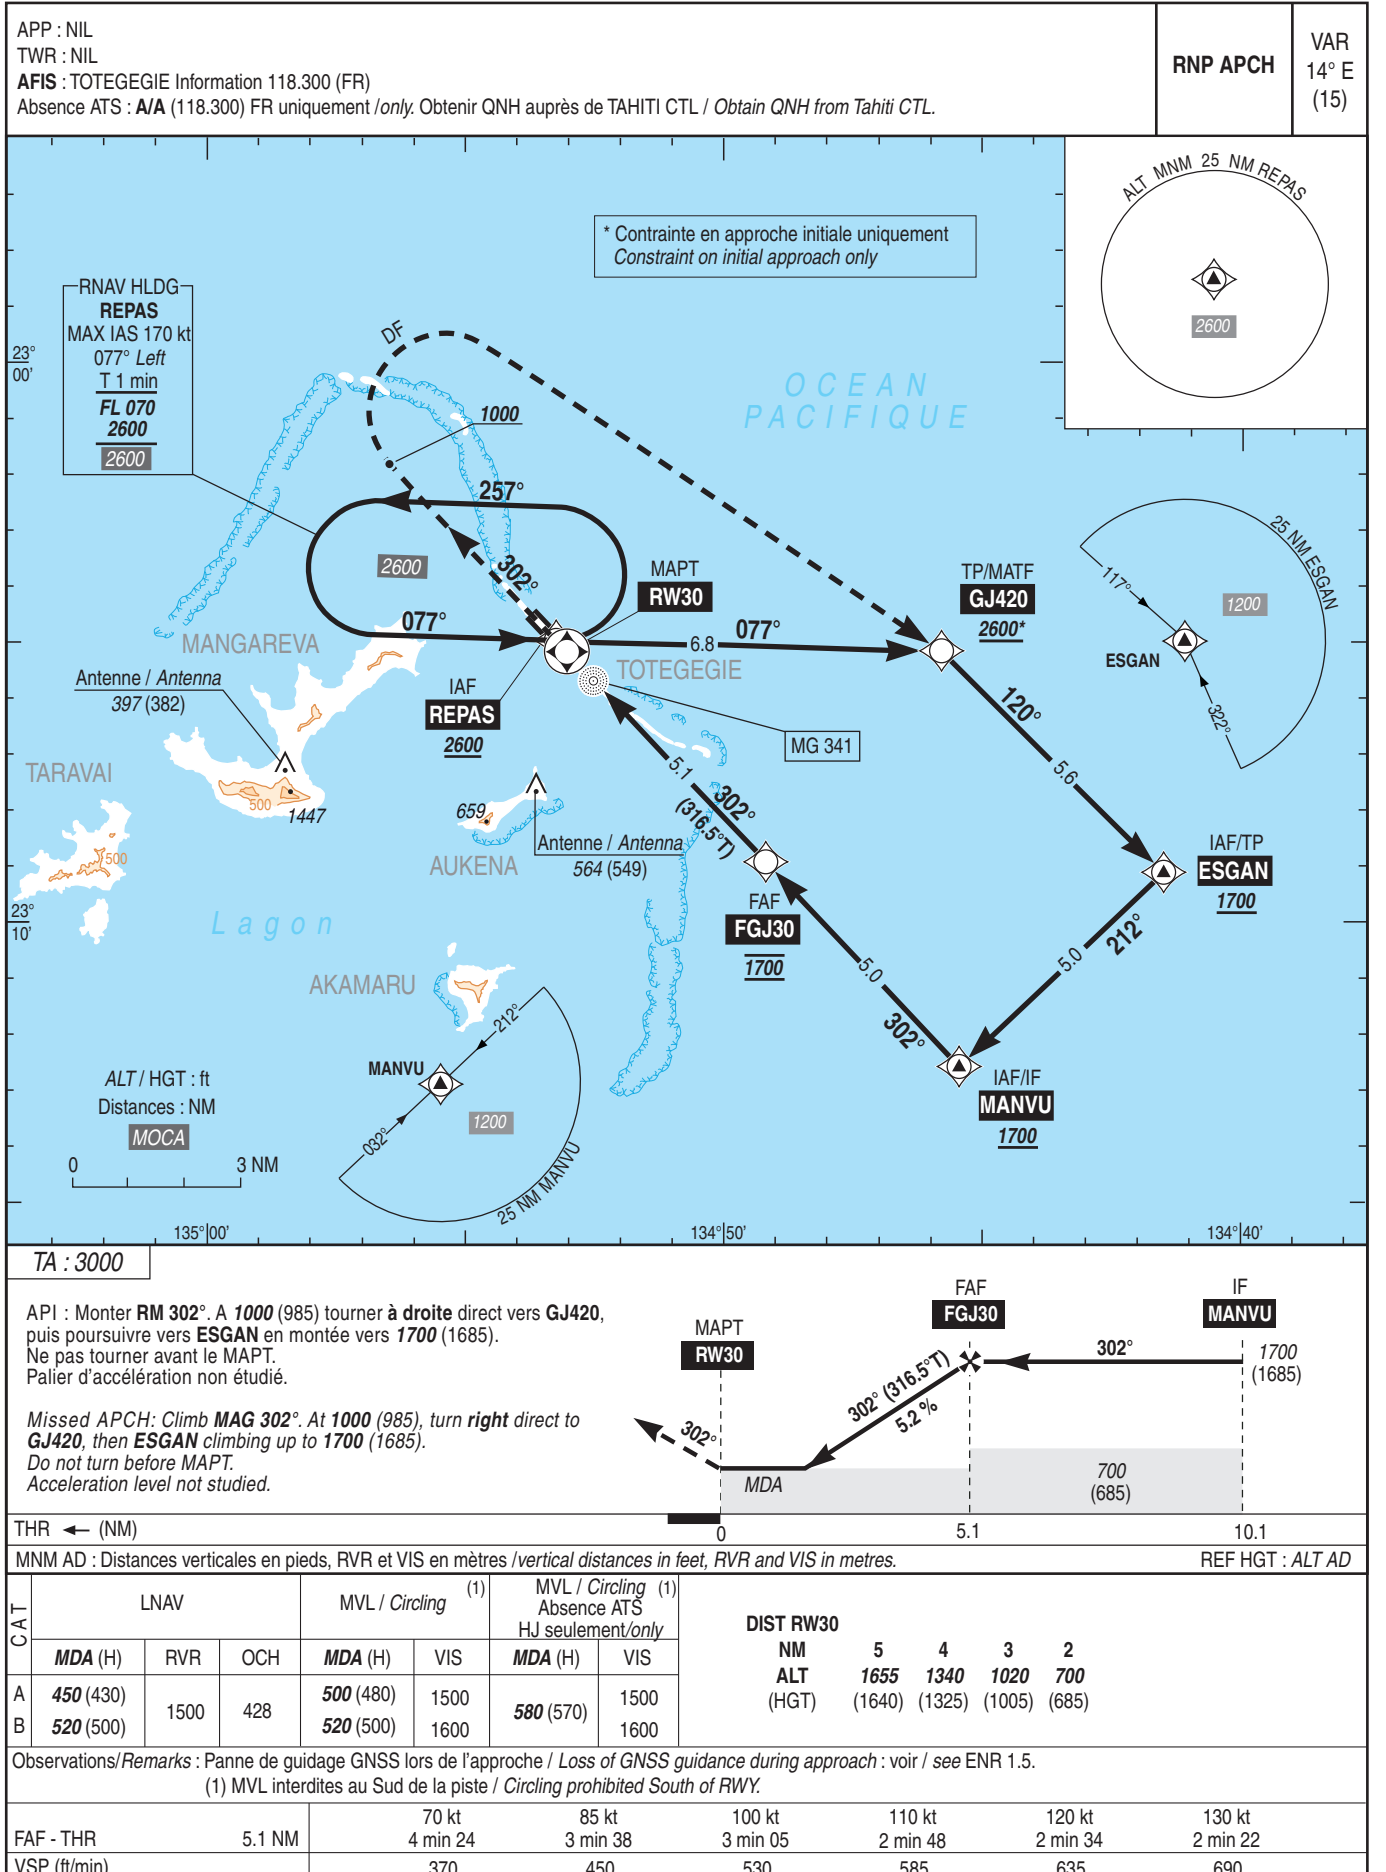 APP : NIL
TWR : NIL
AFIS : TOTEGEGIE Information 118.300 (FR)
Absence ATS : A/A (118.300) FR uniquement /only. Obtenir QNH auprès de TAHITI CTL / Obtain QNH from Tahiti CTL.
RNP APCH
VAR
14° E
(15)
ALT MNM 25 NM REPAS
2600
* Contrainte en approche initiale uniquement
Constraint on initial approach only
RNAV HLDG
REPAS
MAX IAS 170 kt
077° Left
T 1 min
FL 070
2600
2600
23°
00'
DF
1000
OCEAN
PACIFIQUE
257°
2600
302°
077°
MAPT
RW30
6.8
077°
TP/MATF
GJ420
2600*
25 NM ESGAN
117°
1200
ESGAN
322°
MANGAREVA
TOTEGEGIE
Antenne / Antenna
397 (382)
IAF
REPAS
2600
MG 341
120°
5.6
TARAVAI
500
1447
5.1
302°
(316.5°T)
659
Antenne / Antenna
564 (549)
AUKENA
500
IAF/TP
ESGAN
1700
FAF
FGJ30
1700
23°
10'
Lagon
5.0
212°
5.0
302°
AKAMARU
212°
MANVU
1200
032°
25 NM MANVU
IAF/IF
MANVU
1700
ALT / HGT : ft
Distances : NM
MOCA
0 3 NM
135°00' 134°50' 134°40'
TA : 3000
API : Monter RM 302°. A 1000 (985) tourner à droite direct vers GJ420,
puis poursuivre vers ESGAN en montée vers 1700 (1685).
Ne pas tourner avant le MAPT.
Palier d'accélération non étudié.
Missed APCH: Climb MAG 302°. At 1000 (985), turn right direct to
GJ420, then ESGAN climbing up to 1700 (1685).
Do not turn before MAPT.
Acceleration level not studied.
MAPT
RW30
FAF
FGJ30
IF
MANVU
302°
1700
(1685)
302° (316.5°T)
5.2 %
302°
MDA
700
(685)
THR (NM) 0 5.1 10.1
MNM AD : Distances verticales en pieds, RVR et VIS en mètres /vertical distances in feet, RVR and VIS in metres. REF HGT : ALT AD
CAT
LNAV
MVL / Circling (1)
MVL / Circling (1)
Absence ATS
HJ seulement/only
MDA (H) RVR OCH MDA (H) VIS MDA (H) VIS
A 450 (430) 1500 428 500 (480) 1500 580 (570) 1500
B 520 (500) 520 (500) 1600 1600
DIST RW30
NM 5 4 3 2
ALT 1655 1340 1020 700
(HGT) (1640) (1325) (1005) (685)
Observations/Remarks : Panne de guidage GNSS lors de l'approche / Loss of GNSS guidance during approach : voir / see ENR 1.5.
(1) MVL interdites au Sud de la piste / Circling prohibited South of RWY.
70 kt 85 kt 100 kt 110 kt 120 kt 130 kt
FAF - THR 5.1 NM 4 min 24 3 min 38 3 min 05 2 min 48 2 min 34 2 min 22
VSP (ft/min) 370 450 530 585 635 690